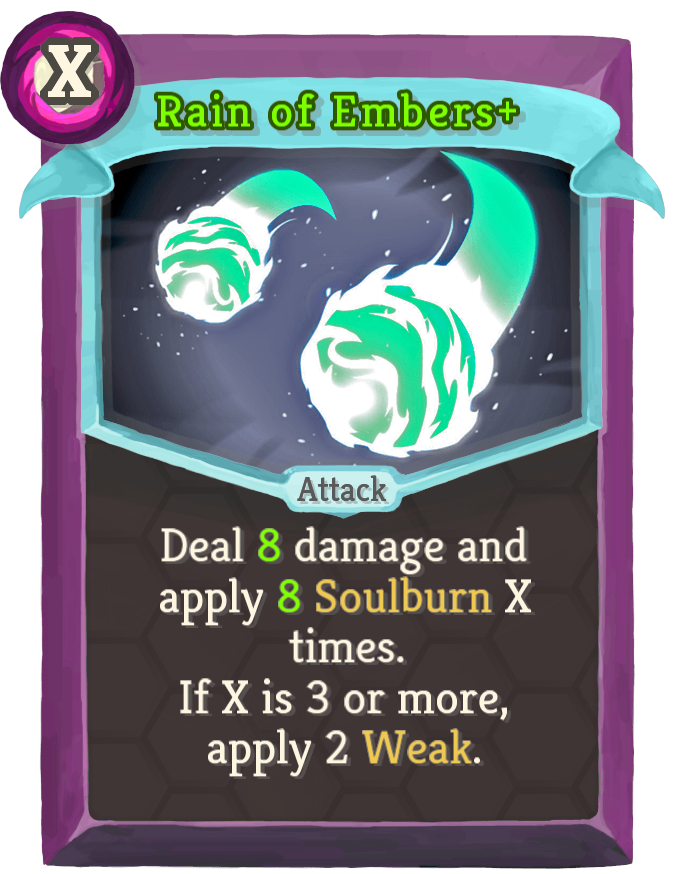 X
Rain of Embers+
Attack
Deal 8 damage and
apply 8 Soulburn X
times.
If X is 3 or more,
apply 2 Weak.